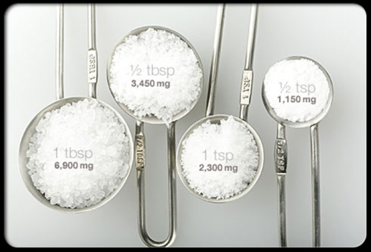 1 tbsp
6,900 mg
½ tbsp
3,450 mg
1 tsp
2,300 mg
½ tsp
1,150 mg